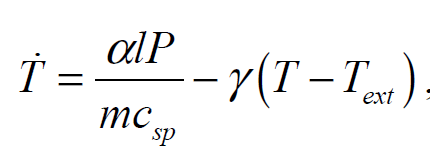 Ṫ = αlP / mc_sp − γ(T − T_ext),